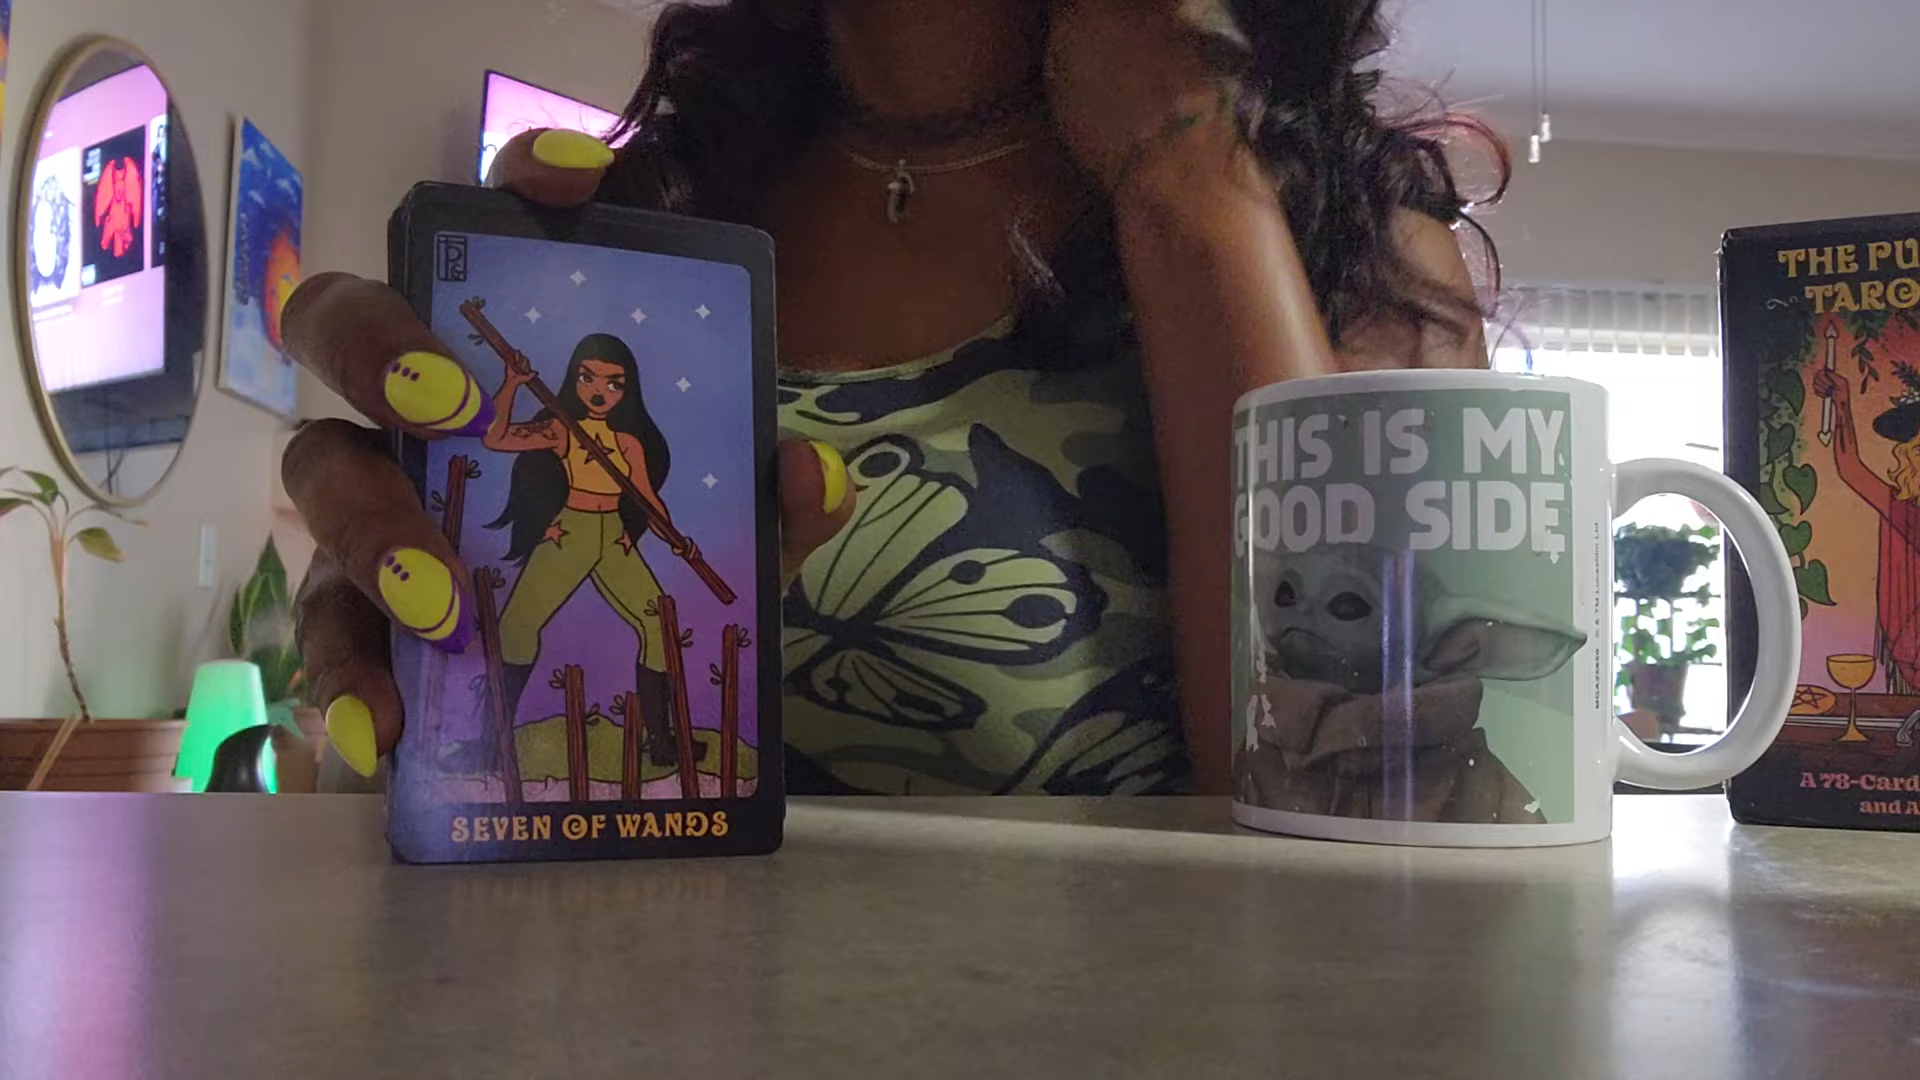 SEVEN OF WANDS
THIS IS MY
GOOD SIDE
THE PU
TARO
A 78-Card
and A